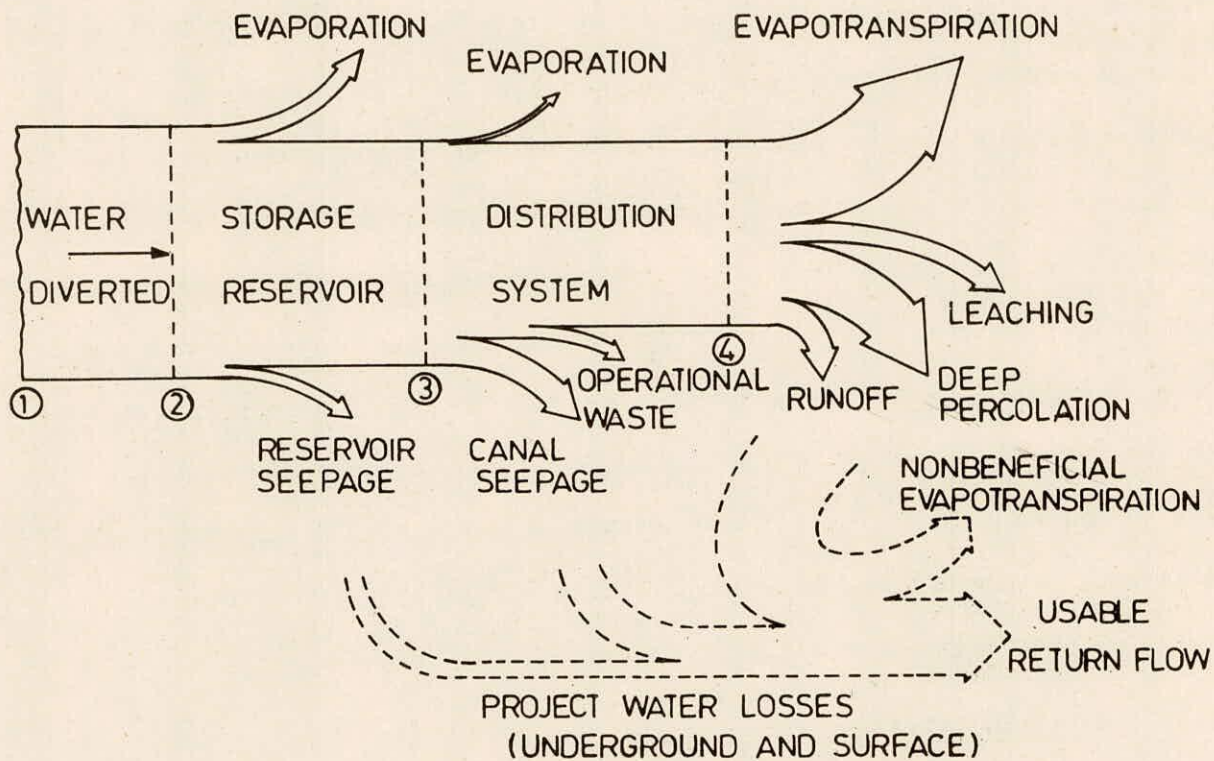 EVAPORATION
EVAPORATION
EVAPOTRANSPIRATION
WATER
DIVERTED
STORAGE
RESERVOIR
DISTRIBUTION
SYSTEM
LEACHING
①
②
③
④
OPERATIONAL
WASTE
RUNOFF
DEEP
PERCOLATION
RESERVOIR
SEEPAGE
CANAL
SEEPAGE
NONBENEFICIAL
EVAPOTRANSPIRATION
USABLE
RETURN FLOW
PROJECT WATER LOSSES
(UNDERGROUND AND SURFACE)